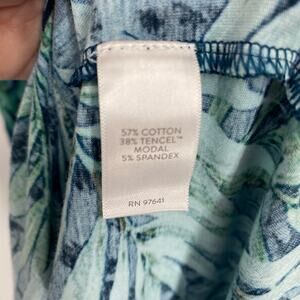 57% COTTON
38% TENCEL™
MODAL
5% SPANDEX
RN 97641